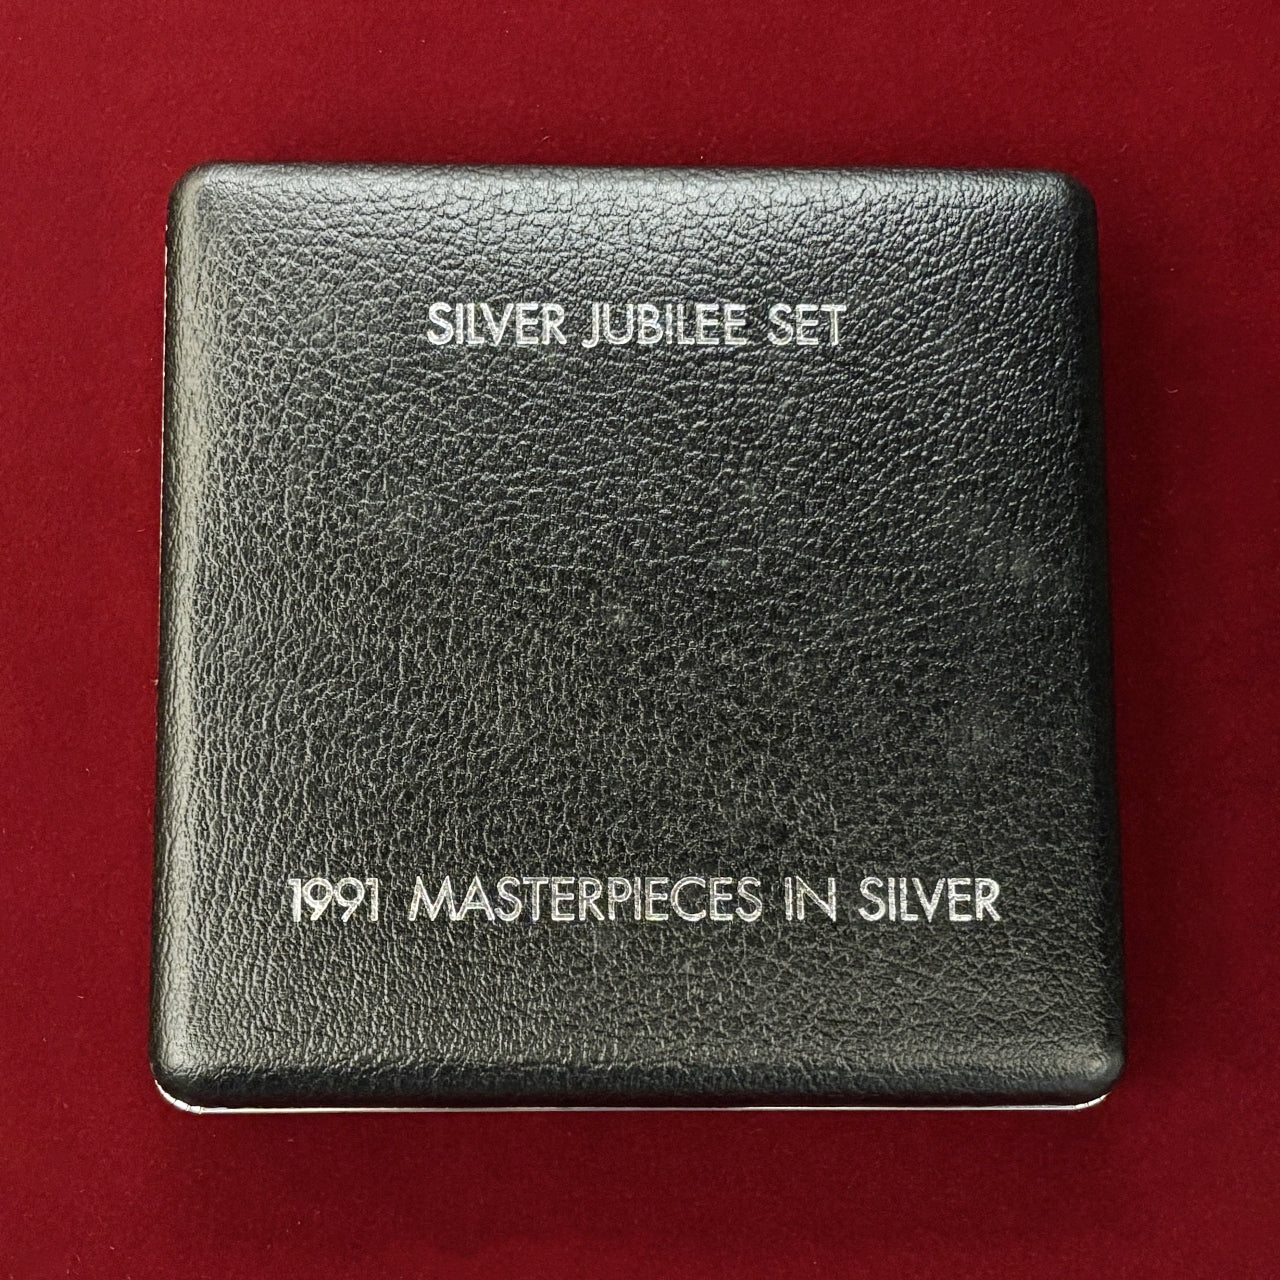 SILVER JUBILEE SET
1991 MASTERPIECES IN SILVER